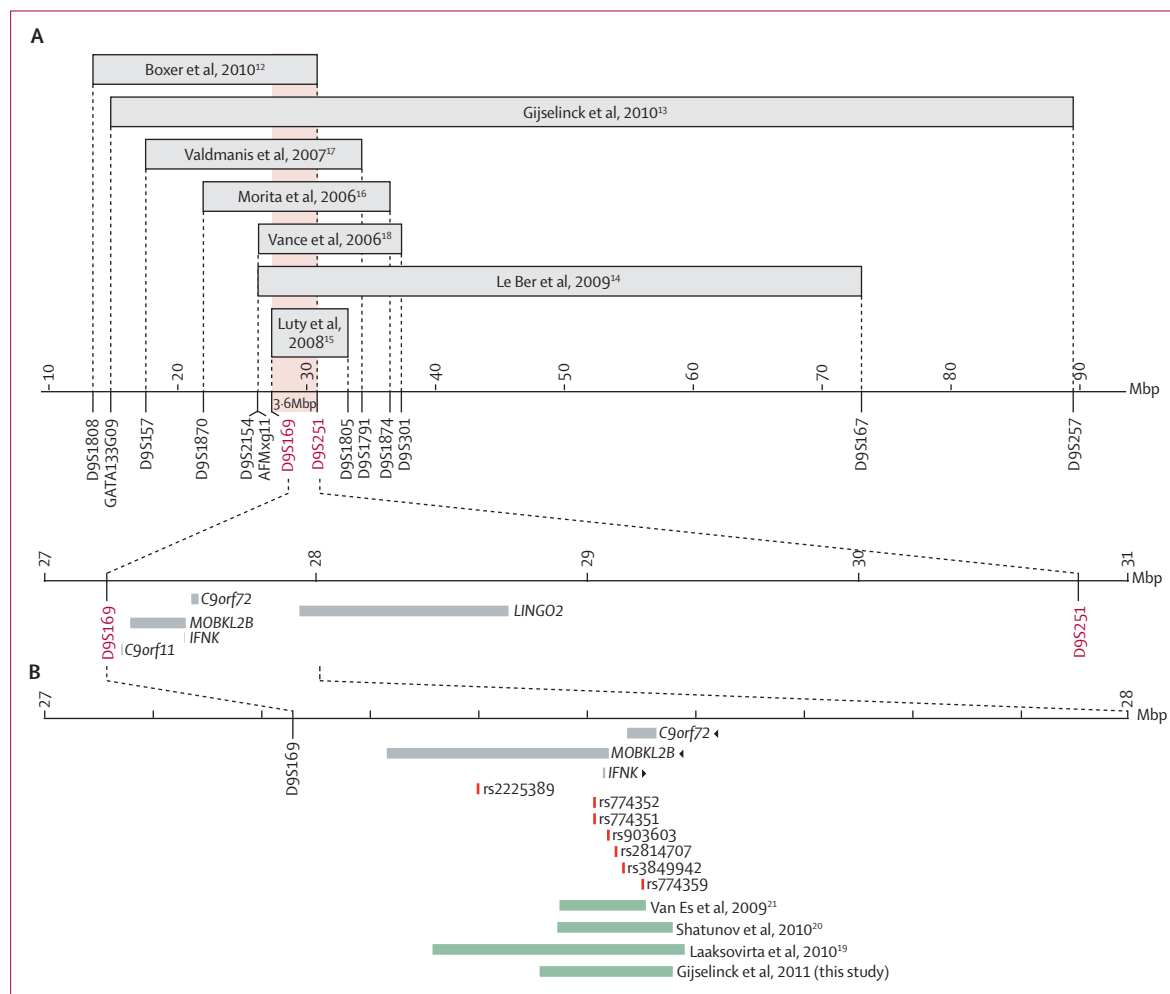 A
Boxer et al, 2010¹²
Gijselinck et al, 2010¹³
Valdmanis et al, 2007¹⁷
Morita et al, 2006¹⁶
Vance et al, 2006¹⁸
Le Ber et al, 2009¹⁴
Luty et al,
2008¹⁵
10 20 30 40 50 60 70 80 90 Mbp
3·6Mbp
D9S1808
GATA133G09
D9S157
D9S1870
D9S2154
AFMxg11
D9S169
D9S251
D9S1805
D9S1791
D9S1874
D9S301
D9S167
D9S257
27 28 29 30 31 Mbp
D9S169
C9orf72
LINGO2
MOBKL2B
IFNK
C9orf11
D9S251
B
27 28 Mbp
D9S169
C9orf72
MOBKL2B
IFNK
rs2225389
rs774352
rs774351
rs903603
rs2814707
rs3849942
rs774359
Van Es et al, 2009²¹
Shatunov et al, 2010²⁰
Laaksovirta et al, 2010¹⁹
Gijselinck et al, 2011 (this study)